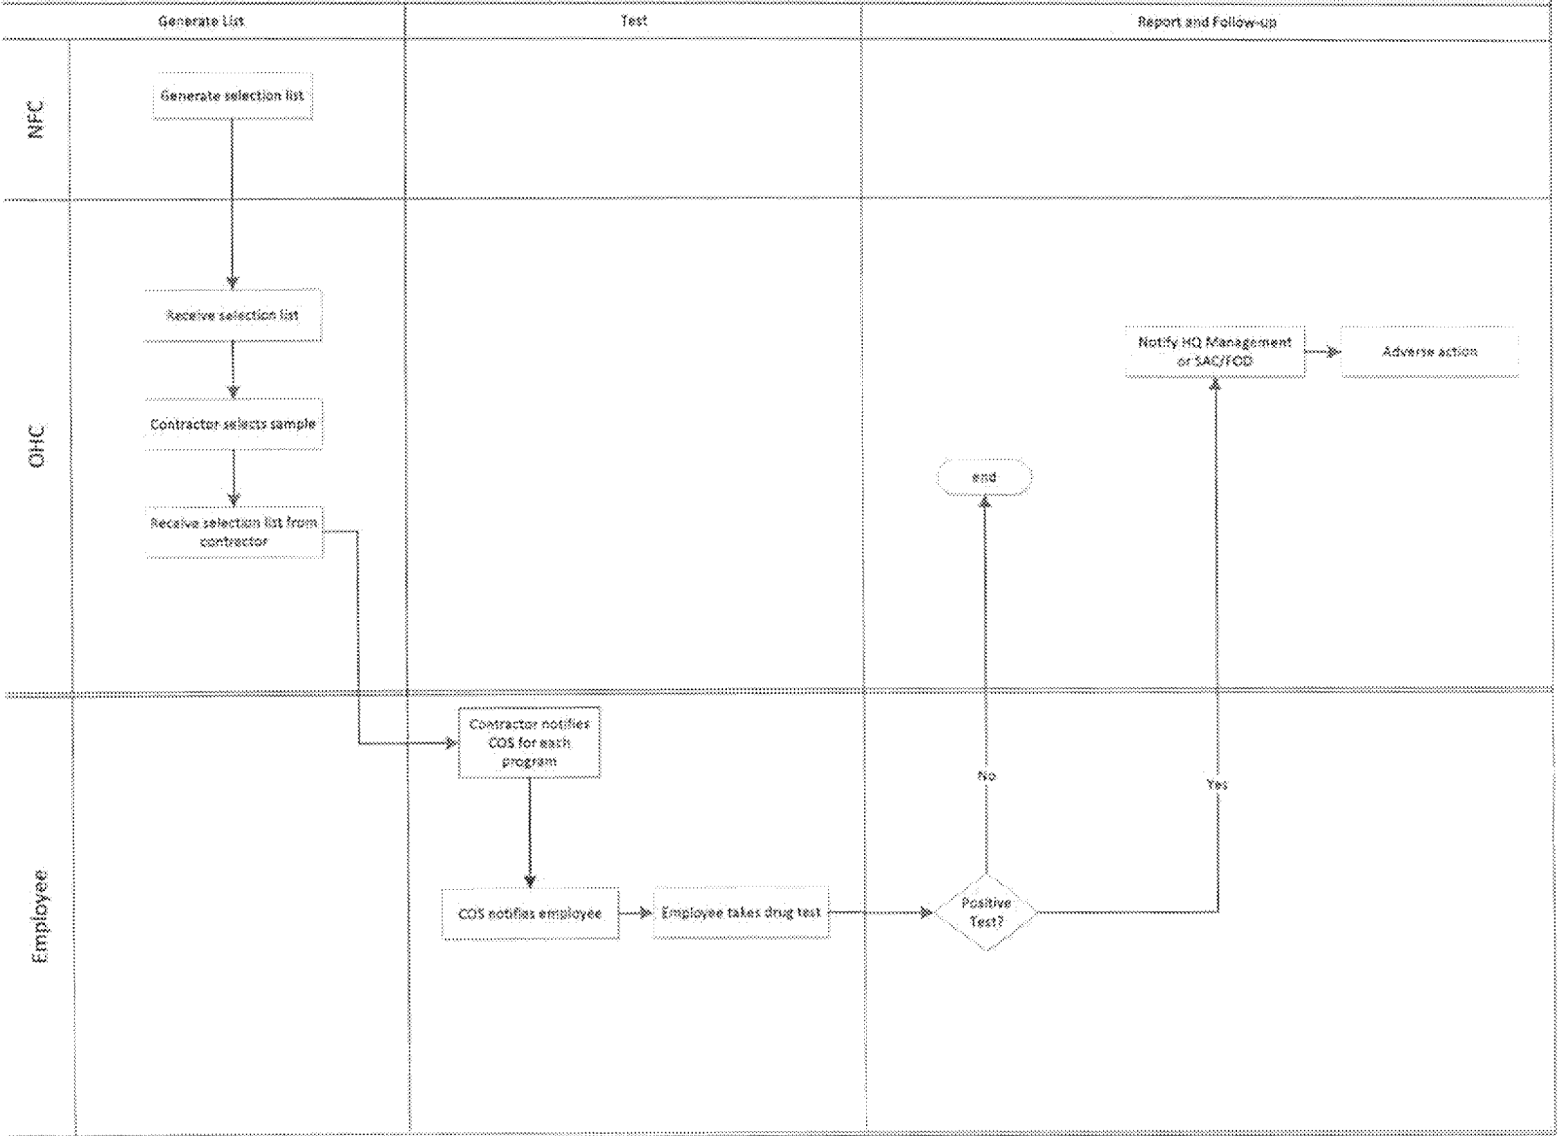 Generate List
Test
Report and Follow-up
NFC
Generate selection list
OHC
Receive selection list
Contractor selects sample
Receive selection list from
contractor
Notify HQ Management
or SAC/FOD
Adverse action
end
Employee
Contractor notifies
COS for each
program
COS notifies employee
Employee takes drug test
Positive
Test?
No
Yes